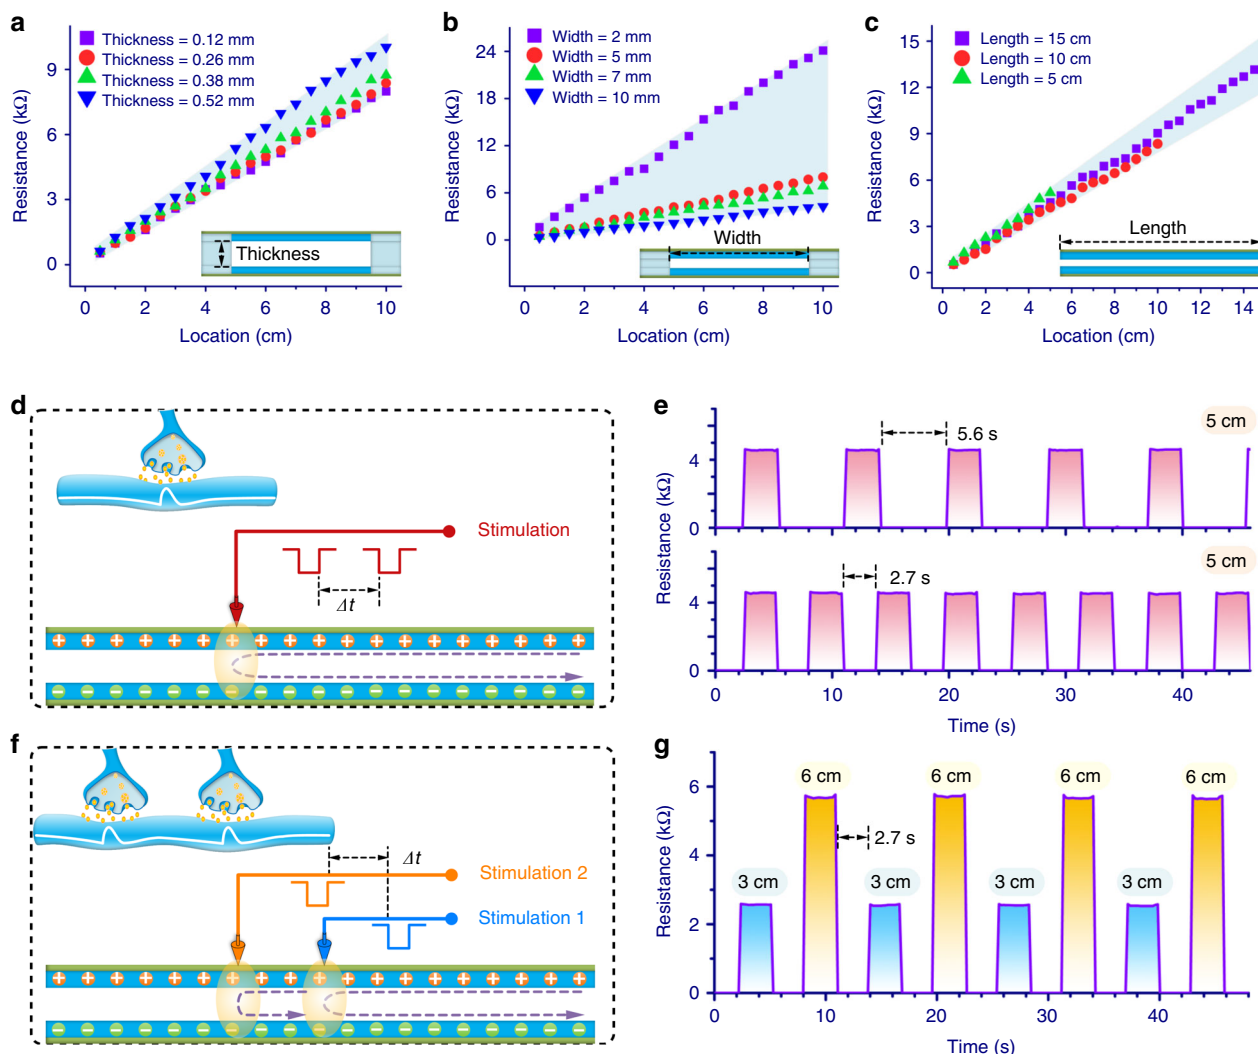 a
Thickness = 0.12 mm
Thickness = 0.26 mm
Thickness = 0.38 mm
Thickness = 0.52 mm
9
6
3
0
Resistance (kΩ)
Thickness
0 2 4 6 8 10
Location (cm)
b
Width = 2 mm
Width = 5 mm
Width = 7 mm
Width = 10 mm
24
18
12
6
0
Resistance (kΩ)
Width
0 2 4 6 8 10
Location (cm)
c
Length = 15 cm
Length = 10 cm
Length = 5 cm
15
12
9
6
3
0
Resistance (kΩ)
Length
0 2 4 6 8 10 12 14
Location (cm)
d
Stimulation
Δt
+ + + + + + + + + + + + + + + + + +
− − − − − − − − − − − − − − − − − −
e
5 cm
5.6 s
4
0
Resistance (kΩ)
5 cm
2.7 s
4
0
0 10 20 30 40
Time (s)
f
Δt
Stimulation 2
Stimulation 1
+ + + + + + + + + + + + + + + + + +
− − − − − − − − − − − − − − − − − −
g
6 cm 6 cm 6 cm 6 cm
2.7 s
3 cm 3 cm 3 cm 3 cm
6
4
2
0
Resistance (kΩ)
0 10 20 30 40
Time (s)